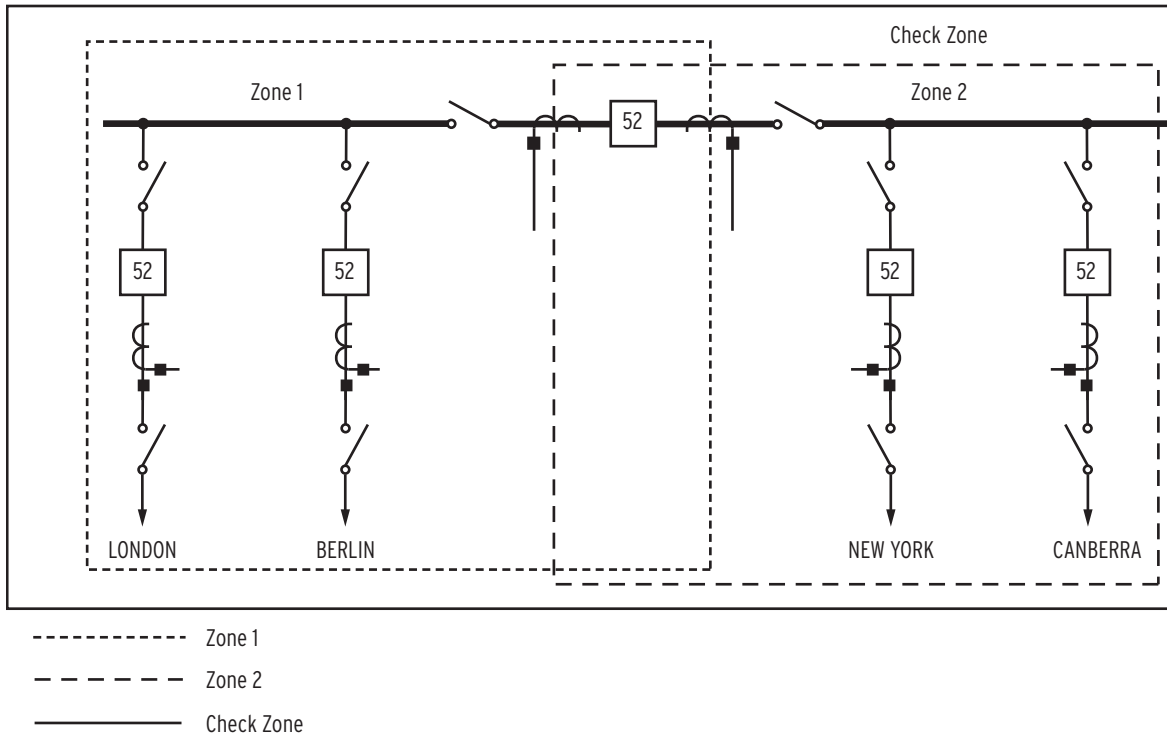 Check Zone
Zone 1
Zone 2
52
52
52
52
52
LONDON
BERLIN
NEW YORK
CANBERRA
Zone 1
Zone 2
Check Zone